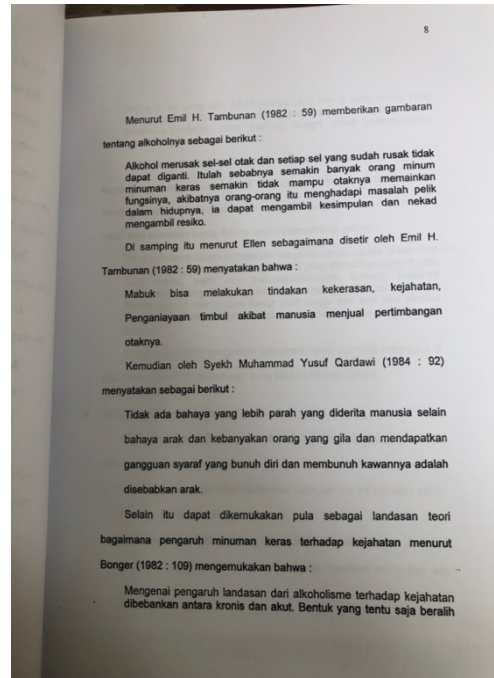 8
Menurut Emil H. Tambunan (1982 : 59) memberikan gambaran
tentang alkoholnya sebagai berikut :
Alkohol merusak sel-sel otak dan setiap sel yang sudah rusak tidak
dapat diganti. Itulah sebabnya semakin banyak orang minum
minuman keras semakin tidak mampu otaknya memainkan
fungsinya, akibatnya orang-orang itu menghadapi masalah pelik
dalam hidupnya, ia dapat mengambil kesimpulan dan nekad
mengambil resiko.
Di samping itu menurut Ellen sebagaimana disetir oleh Emil H.
Tambunan (1982 : 59) menyatakan bahwa :
Mabuk bisa melakukan tindakan kekerasan, kejahatan,
Penganiayaan timbul akibat manusia menjual pertimbangan
otaknya.
Kemudian oleh Syekh Muhammad Yusuf Qardawi (1984 : 92)
menyatakan sebagai berikut :
Tidak ada bahaya yang lebih parah yang diderita manusia selain
bahaya arak dan kebanyakan orang yang gila dan mendapatkan
gangguan syaraf yang bunuh diri dan membunuh kawannya adalah
disebabkan arak.
Selain itu dapat dikemukakan pula sebagai landasan teori
bagaimana pengaruh minuman keras terhadap kejahatan menurut
Bonger (1982 : 109) mengemukakan bahwa :
Mengenai pengaruh landasan dari alkoholisme terhadap kejahatan
dibebankan antara kronis dan akut. Bentuk yang tentu saja beralih